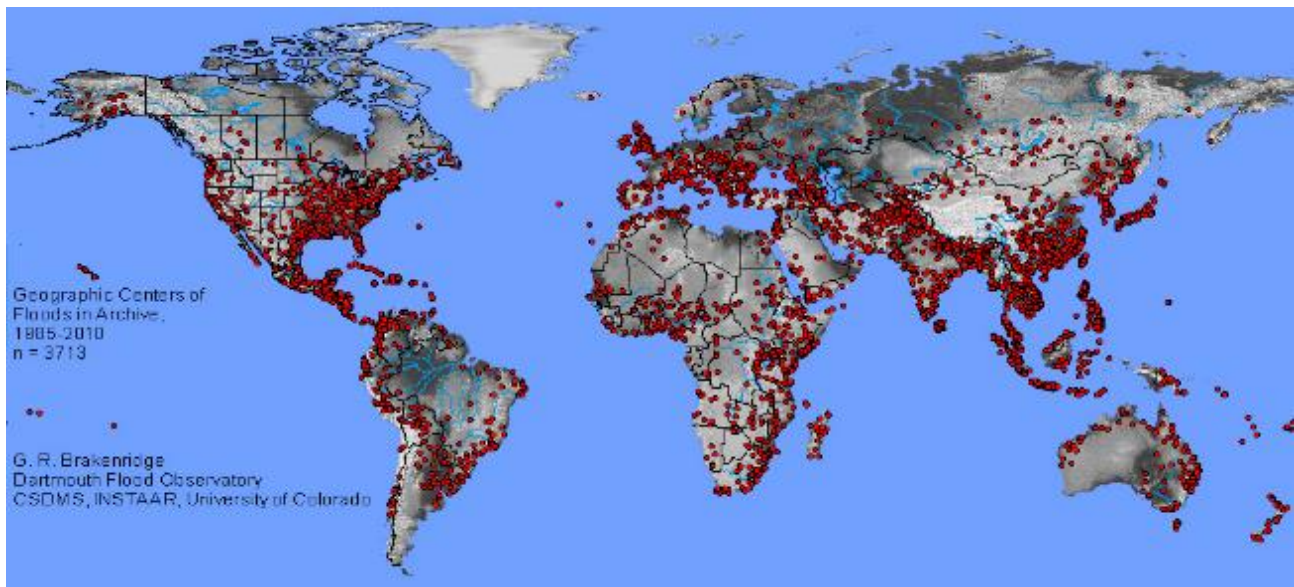 Geographic Centers of
Floods in Archive,
1985-2010
n = 3713
G. R. Brakenridge
Dartmouth Flood Observatory
CSDMS, INSTAAR, University of Colorado